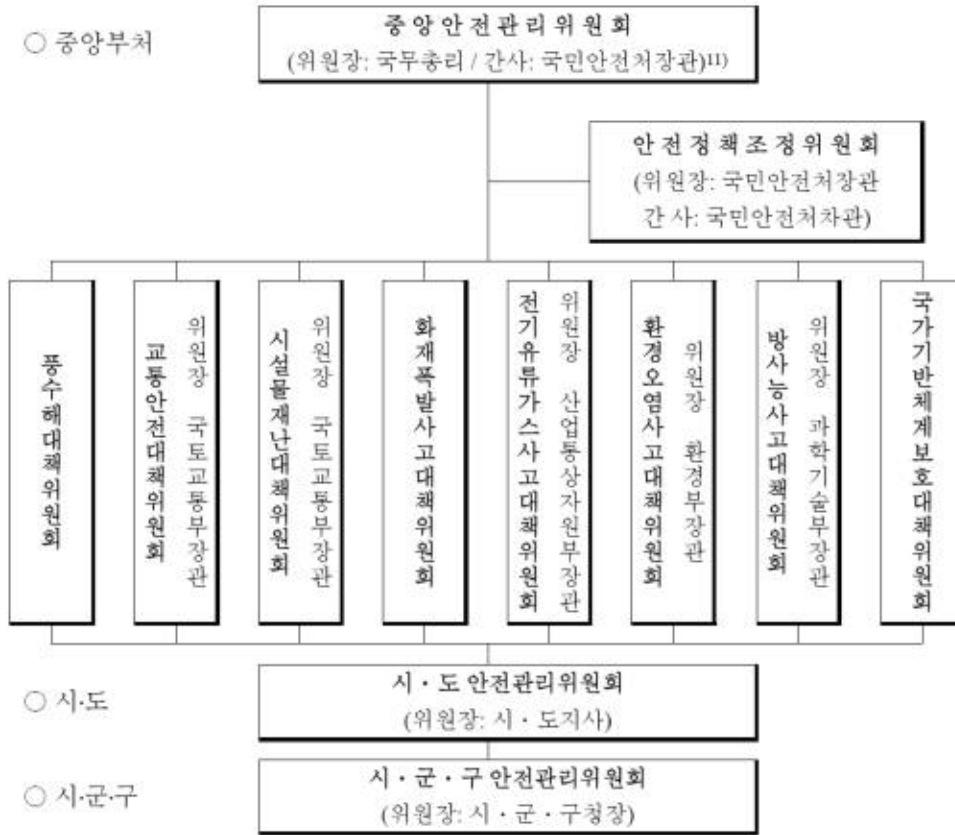 ○ 중앙부처
중앙안전관리위원회
(위원장: 국무총리 / 간사: 국민안전처장관)11)
안전정책조정위원회
(위원장: 국민안전처장관
간 사: 국민안전처차관)
풍수해대책위원회
교통안전대책위원회
위원장 국토교통부장관
시설물재난대책위원회
위원장 국토교통부장관
화재폭발사고대책위원회
전기유류가스사고대책위원회
위원장 산업통상자원부장관
환경오염사고대책위원회
위원장 환경부장관
방사능사고대책위원회
위원장 과학기술부장관
국가기반체계보호대책위원회
○ 시·도
시·도 안전관리위원회
(위원장: 시·도지사)
○ 시·군·구
시·군·구 안전관리위원회
(위원장: 시·군·구청장)